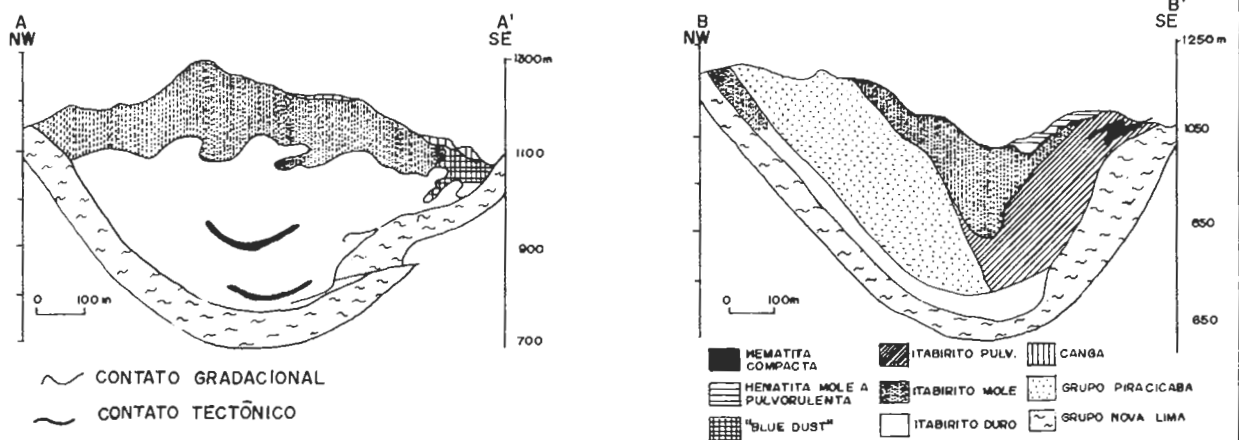 A
NW
A'
SE
1300m
1100
900
700
0 100m
CONTATO GRADACIONAL
CONTATO TECTÔNICO
B
NW
B'
SE
1250m
1050
850
650
0 100m
HEMATITA
COMPACTA
HEMATITA MOLE A
PULVORULENTA
"BLUE DUST"
ITABIRITO PULV.
ITABIRITO MOLE
ITABIRITO DURO
CANGA
GRUPO PIRACICABA
GRUPO NOVA LIMA